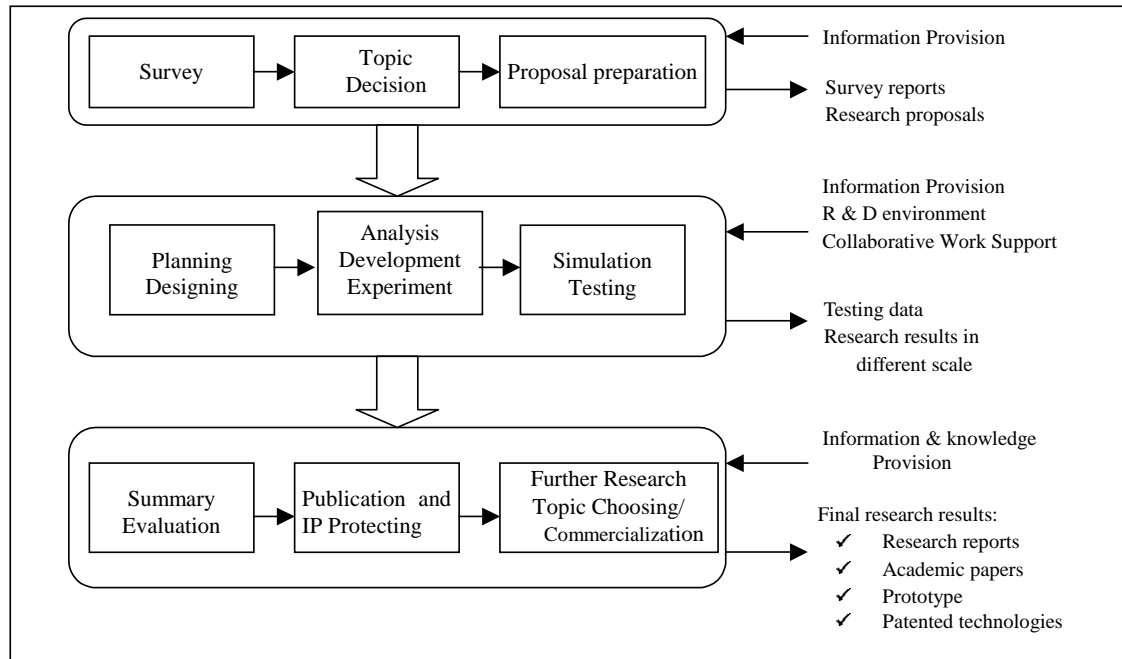 Survey
Topic
Decision
Proposal preparation
Information Provision
Survey reports
Research proposals
Planning
Designing
Analysis
Development
Experiment
Simulation
Testing
Information Provision
R & D environment
Collaborative Work Support
Testing data
Research results in
different scale
Summary
Evaluation
Publication and
IP Protecting
Further Research
Topic Choosing/
Commercialization
Information & knowledge
Provision
Final research results:
✓ Research reports
✓ Academic papers
✓ Prototype
✓ Patented technologies